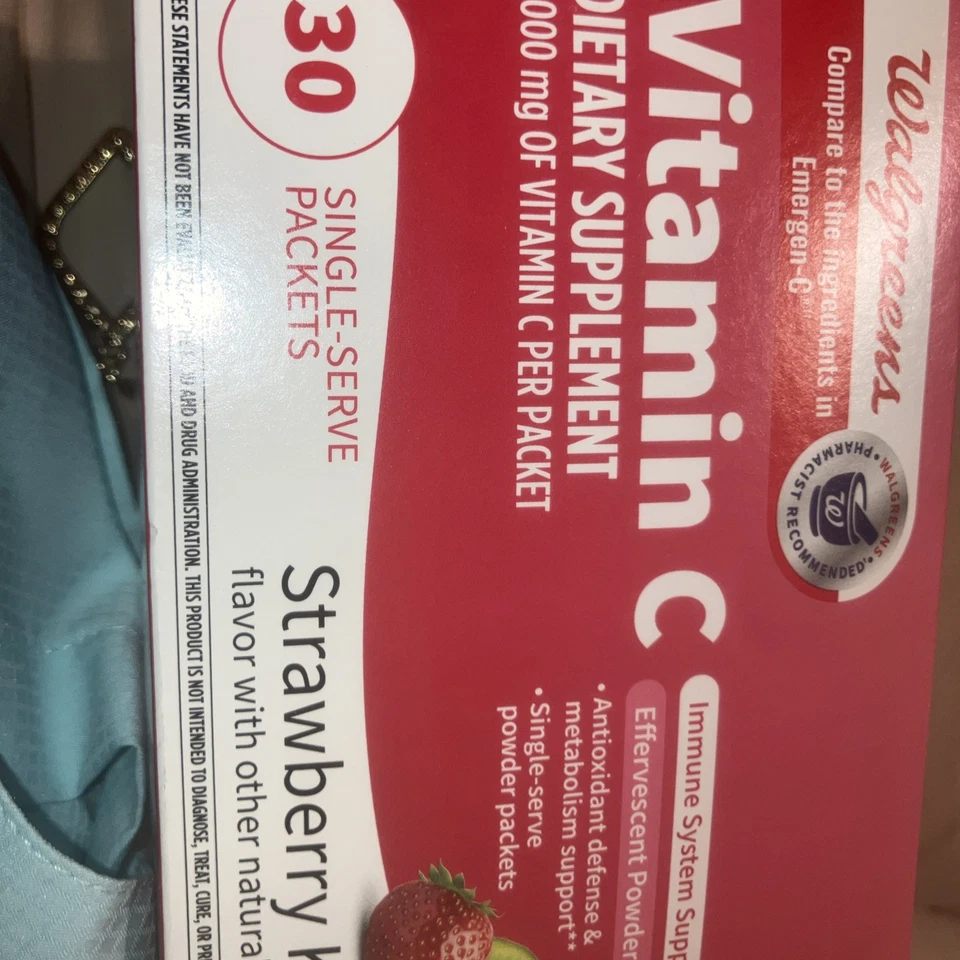 Walgreens
Compare to the ingredients in
Emergen-C
WALGREENS
PHARMACIST RECOMMENDED
W
Vitamin C
DIETARY SUPPLEMENT
000 mg OF VITAMIN C PER PACKET
Immune System Supp
Effervescent Powder
• Antioxidant defense &
metabolism support**
• Single-serve
powder packets
30
SINGLE-SERVE
PACKETS
Strawberry K
flavor with other natura
ESE STATEMENTS HAVE NOT BEEN AND DRUG ADMINISTRATION. THIS PRODUCT IS NOT INTENDED TO DIAGNOSE, TREAT, CURE, OR PR